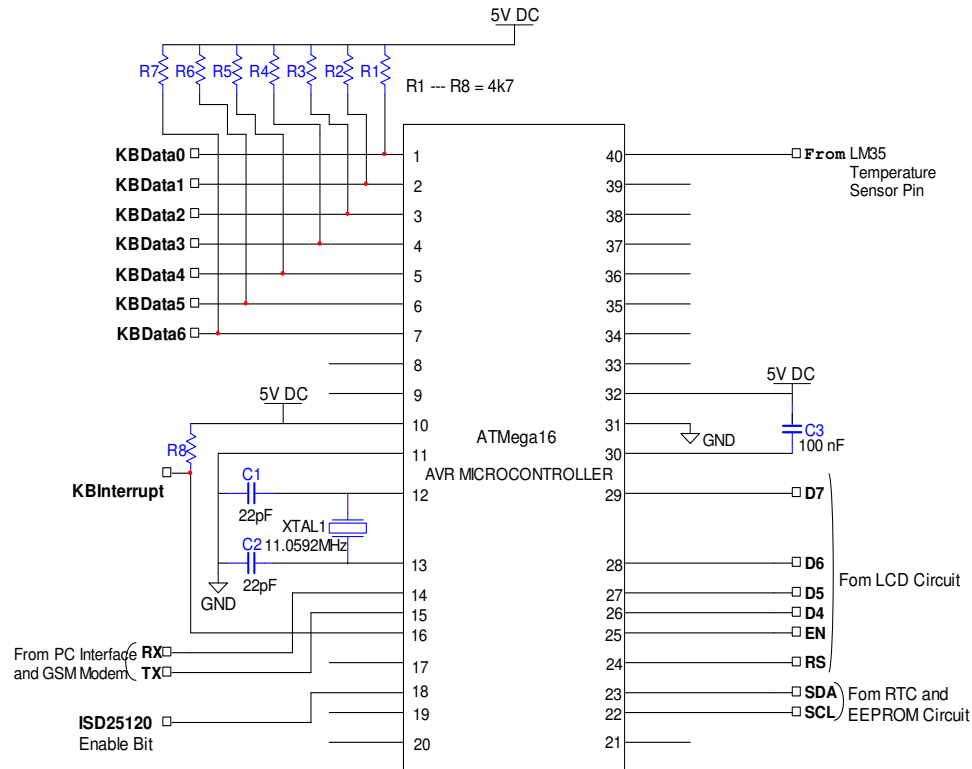 5V DC
R7 R6 R5 R4 R3 R2 R1
R1 --- R8 = 4k7
KBData0 1 40 From LM35
Temperature
Sensor Pin
KBData1 2 39
KBData2 3 38
KBData3 4 37
KBData4 5 36
KBData5 6 35
KBData6 7 34
8 33
5V DC
9 32
5V DC
10 31 GND
C3
100 nF
R8
ATMega16
AVR MICROCONTROLLER
11 30
KBInterrupt
C1
22pF
12 29 D7
XTAL1
11.0592MHz
C2
22pF
13 28 D6
Fom LCD Circuit
GND
14 27 D5
15 26 D4
16 25 EN
From PC Interface RX
and GSM Modem TX
17 24 RS
18 23 SDA
Fom RTC and
EEPROM Circuit
ISD25120
Enable Bit
19 22 SCL
20 21